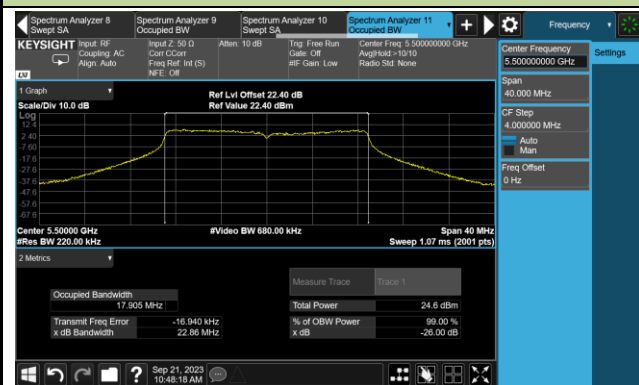 Spectrum Analyzer 8
Swept SA
Spectrum Analyzer 9
Occupied BW
Spectrum Analyzer 10
Swept SA
Spectrum Analyzer 11
Occupied BW
Frequency
KEYSIGHT
Input: RF
Coupling: AC
Align: Auto
Input Z: 50 Ω
Corr CCorr
Freq Ref: Int (S)
NFE: Off
Atten: 10 dB
Trig: Free Run
Gate: Off
#IF Gain: Low
Center Freq: 5.500000000 GHz
Avg|Hold:>10/10
Radio Std: None
LXI
Center Frequency
5.500000000 GHz
Settings
Span
40.000 MHz
CF Step
4.000000 MHz
Auto
Man
Freq Offset
0 Hz
1 Graph
Scale/Div 10.0 dB
Ref Lvl Offset 22.40 dB
Ref Value 22.40 dBm
Log
12.4
2.40
-7.60
-17.6
-27.6
-37.6
-47.6
-57.6
-67.6
Center 5.50000 GHz
#Res BW 220.00 kHz
#Video BW 680.00 kHz
Span 40 MHz
Sweep 1.07 ms (2001 pts)
2 Metrics
Measure Trace
Trace 1
Occupied Bandwidth
17.905 MHz
Total Power
24.6 dBm
Transmit Freq Error
-16.940 kHz
% of OBW Power
99.00 %
x dB Bandwidth
22.86 MHz
x dB
-26.00 dB
?
Sep 21, 2023
10:48:18 AM